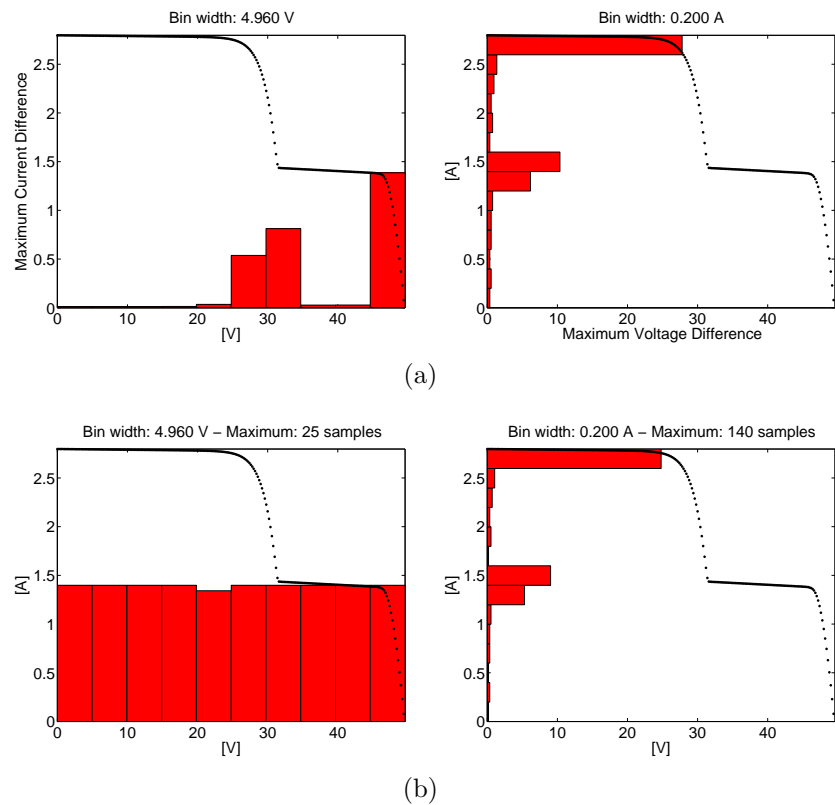 Bin width: 4.960 V
Maximum Current Difference
2.5
2
1.5
1
0.5
0
0 10 20 30 40
[V]
Bin width: 0.200 A
[A]
2.5
2
1.5
1
0.5
0
0 10 20 30 40
Maximum Voltage Difference
(a)
Bin width: 4.960 V − Maximum: 25 samples
[A]
2.5
2
1.5
1
0.5
0
0 10 20 30 40
[V]
Bin width: 0.200 A − Maximum: 140 samples
[A]
2.5
2
1.5
1
0.5
0
0 10 20 30 40
[V]
(b)